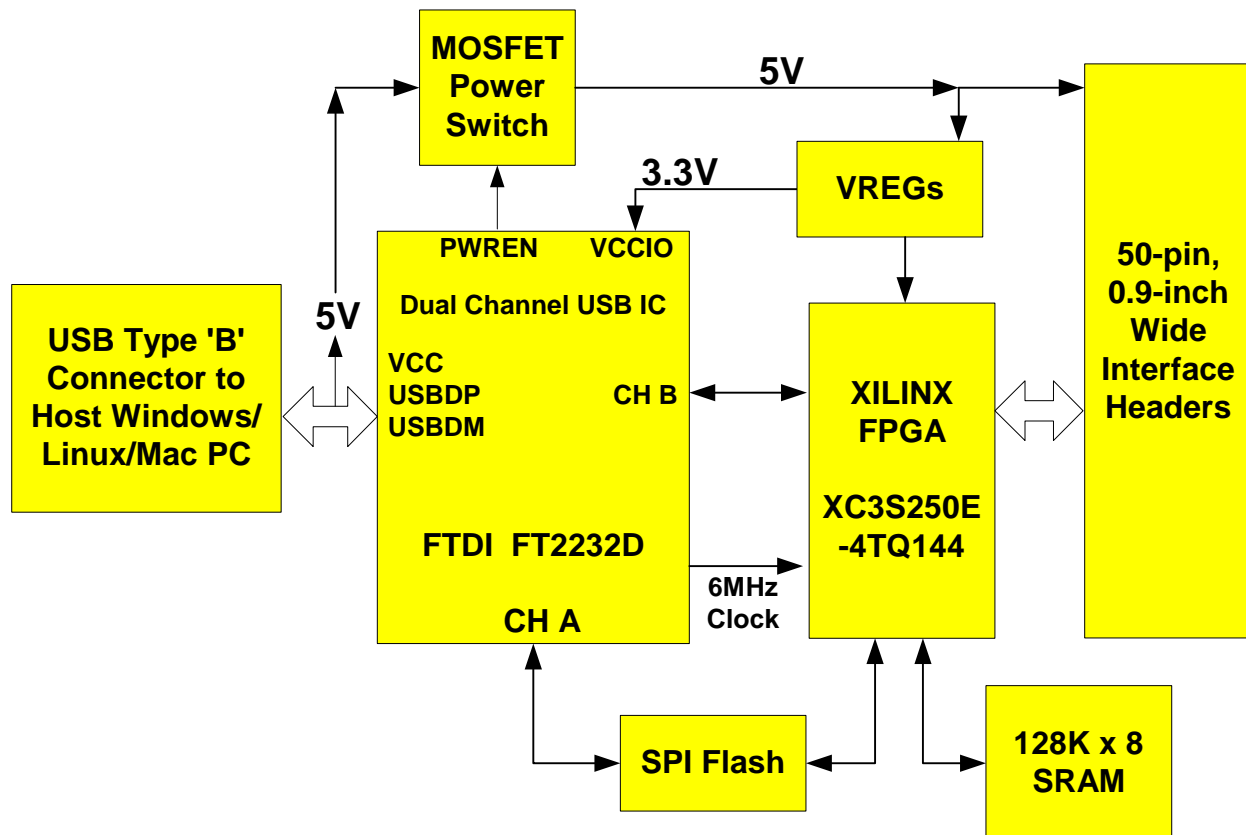 MOSFET
Power
Switch
5V
3.3V
VREGs
50-pin,
0.9-inch
Wide
Interface
Headers
USB Type 'B'
Connector to
Host Windows/
Linux/Mac PC
5V
PWREN
VCCIO
Dual Channel USB IC
VCC
USBDP
USBDM
CH B
FTDI FT2232D
CH A
6MHz
Clock
XILINX
FPGA
XC3S250E
-4TQ144
SPI Flash
128K x 8
SRAM